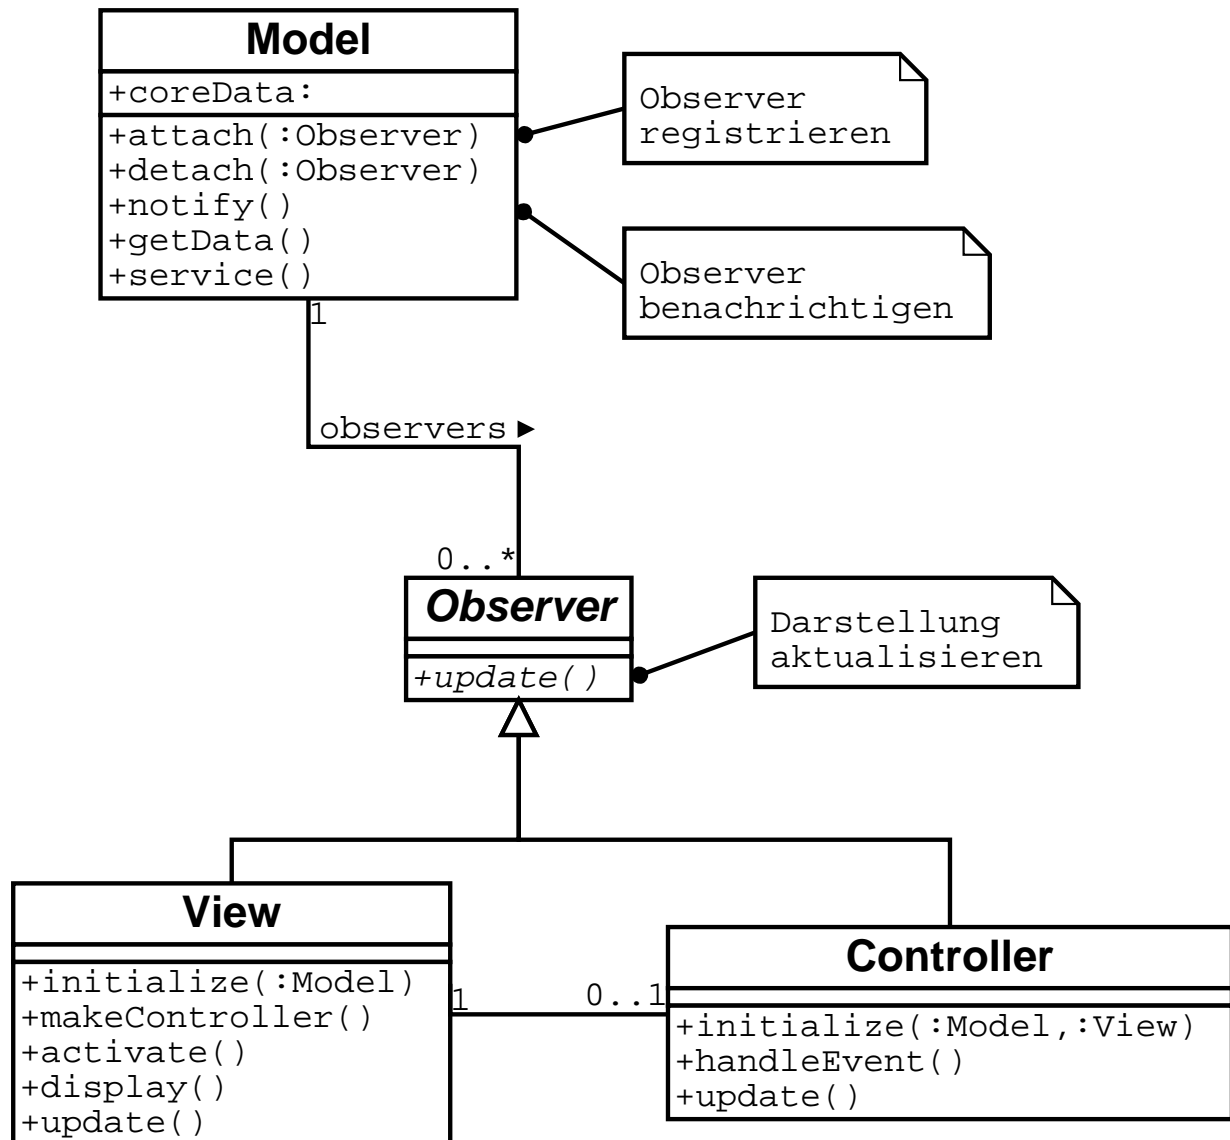 Model
+coreData:
+attach(:Observer)
+detach(:Observer)
+notify()
+getData()
+service()
Observer
registrieren
Observer
benachrichtigen
1
observers ►
0..*
Observer
+update()
Darstellung
aktualisieren
View
+initialize(:Model)
+makeController()
+activate()
+display()
+update()
1
0..1
Controller
+initialize(:Model,:View)
+handleEvent()
+update()